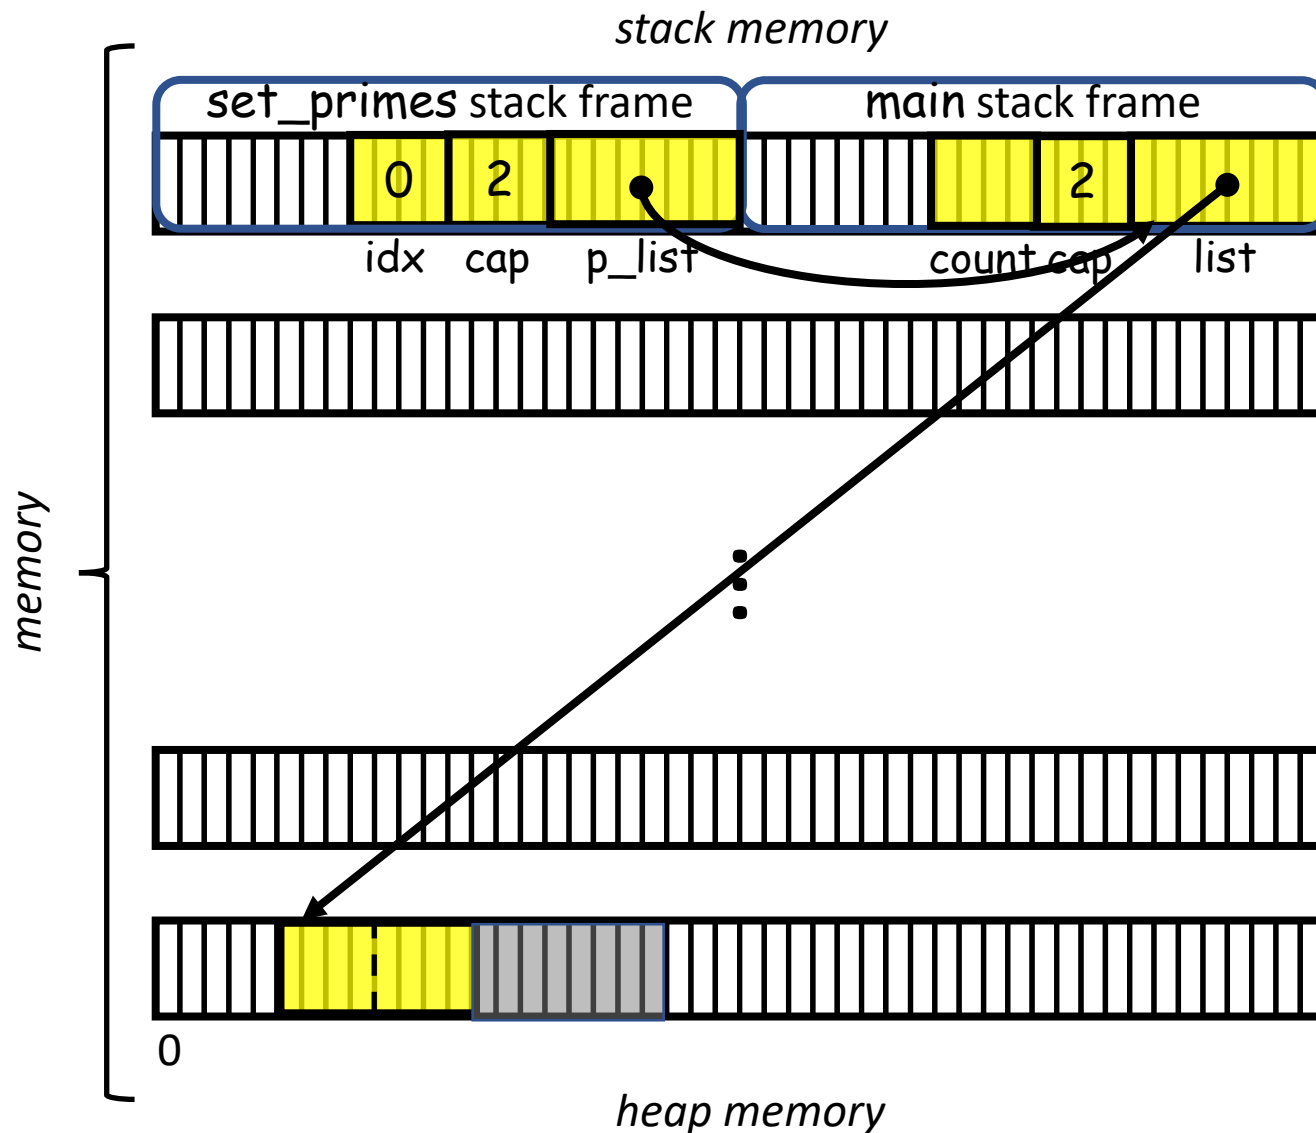 stack memory
set_primes stack frame
main stack frame
0 2 2
idx cap p_list count cap list
memory
0
heap memory